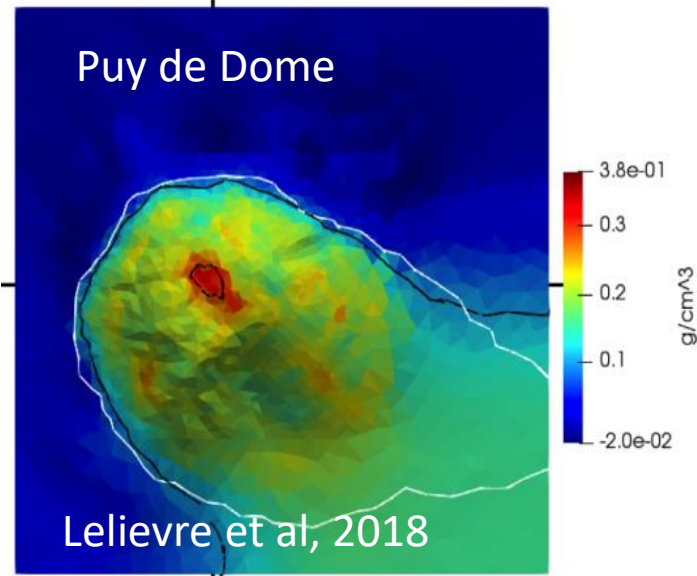 Puy de Dome
3.8e-01
0.3
0.2
0.1
-2.0e-02
g/cm^3
Lelievre et al, 2018